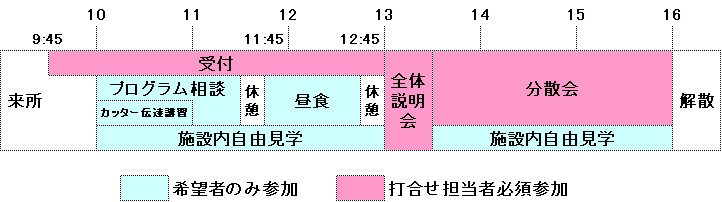 10 11 12 13 14 15 16
9:45 11:45 12:45
受付
来所
プログラム相談
カッター伝達講習
休憩
昼食
休憩
施設内自由見学
全体説明会
分散会
施設内自由見学
解散
希望者のみ参加
打合せ担当者必須参加